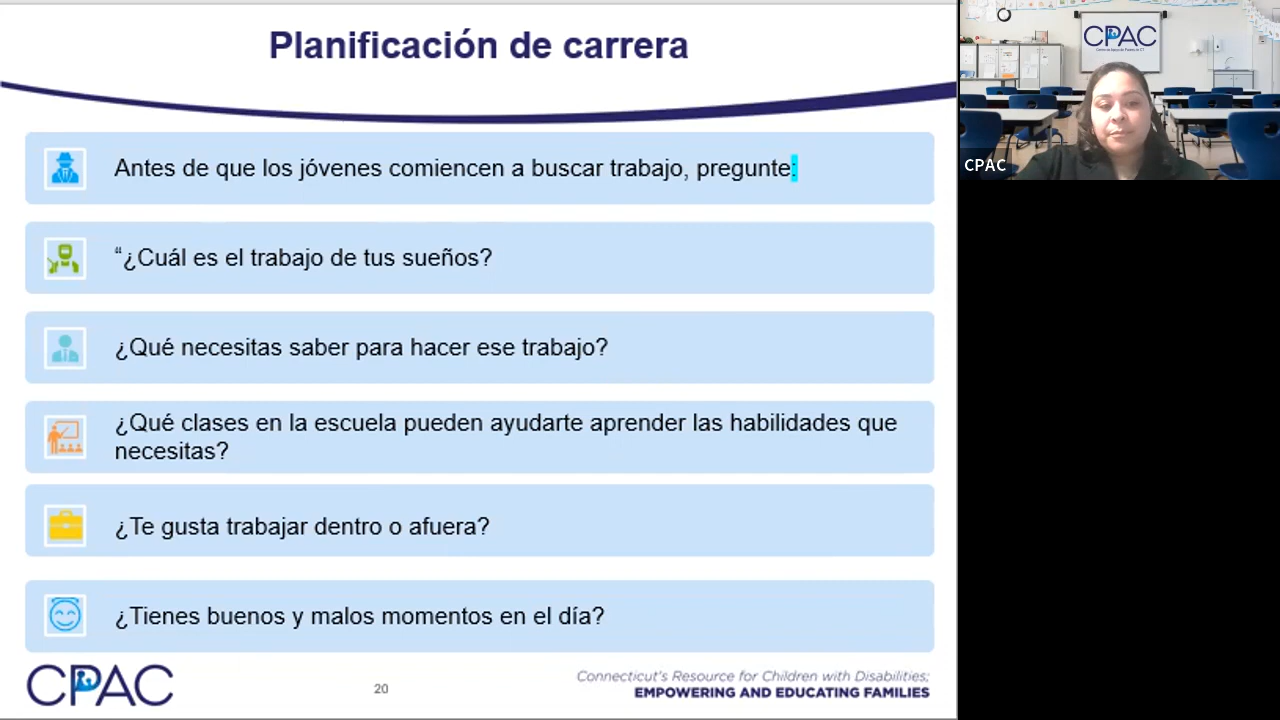 Planificación de carrera
Antes de que los jóvenes comiencen a buscar trabajo, pregunte:
“¿Cuál es el trabajo de tus sueños?
¿Qué necesitas saber para hacer ese trabajo?
¿Qué clases en la escuela pueden ayudarte aprender las habilidades que
necesitas?
¿Te gusta trabajar dentro o afuera?
¿Tienes buenos y malos momentos en el día?
CPAC
20
Connecticut's Resource for Children with Disabilities;
EMPOWERING AND EDUCATING FAMILIES
CPAC
CPAC